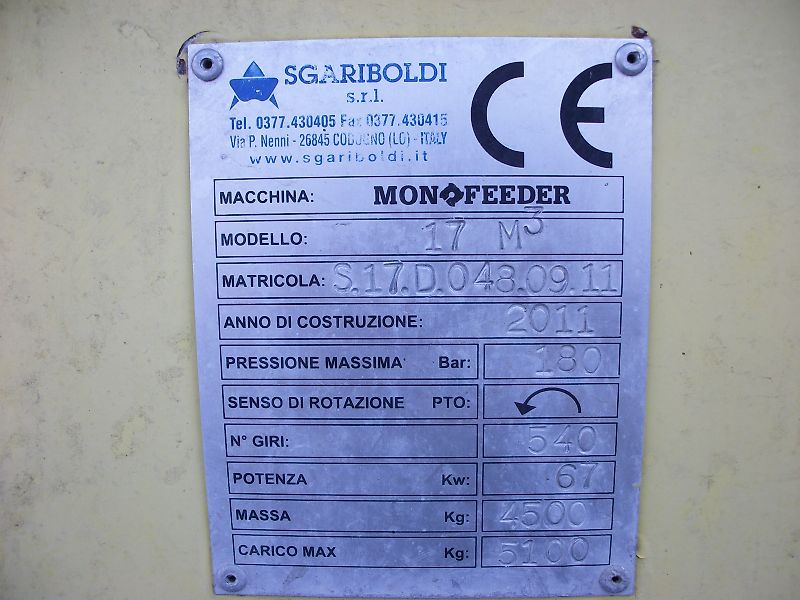 SGARIBOLDI
s.r.l.
CE
Tel. 0377.430405 Fax 0377.430415
Via P. Nenni - 26845 CODOGNO (LO) - ITALY
www.sgariboldi.it
MACCHINA: MONOFEEDER
MODELLO: 17 M³
MATRICOLA: S.17.D.048.09.11
ANNO DI COSTRUZIONE: 2011
PRESSIONE MASSIMA Bar: 180
SENSO DI ROTAZIONE PTO:
N° GIRI: 540
POTENZA Kw: 67
MASSA Kg: 4500
CARICO MAX Kg: 5100